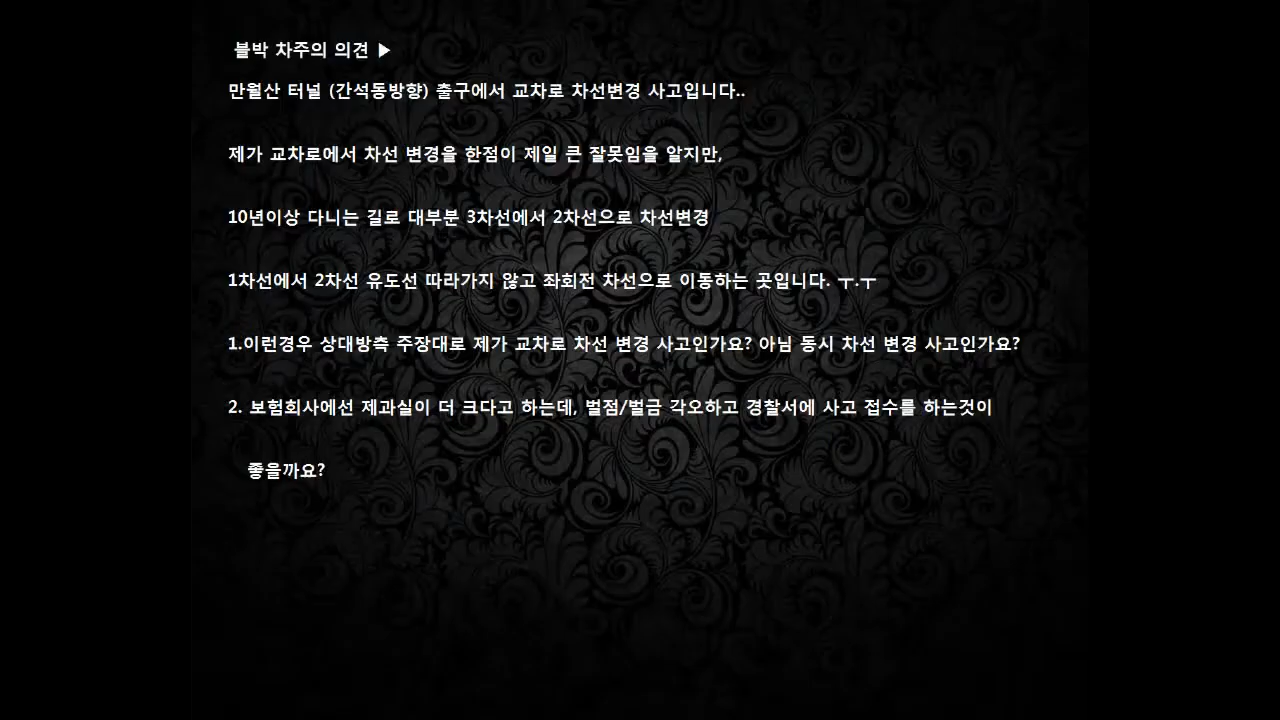 블박 차주의 의견 ▶
만월산 터널 (간석동방향) 출구에서 교차로 차선변경 사고입니다..
제가 교차로에서 차선 변경을 한점이 제일 큰 잘못임을 알지만,
10년이상 다니는 길로 대부분 3차선에서 2차선으로 차선변경
1차선에서 2차선 유도선 따라가지 않고 좌회전 차선으로 이동하는 곳입니다. ㅜ.ㅜ
1.이런경우 상대방측 주장대로 제가 교차로 차선 변경 사고인가요? 아님 동시 차선 변경 사고인가요?
2. 보험회사에선 제과실이 더 크다고 하는데, 벌점/벌금 각오하고 경찰서에 사고 접수를 하는것이
좋을까요?